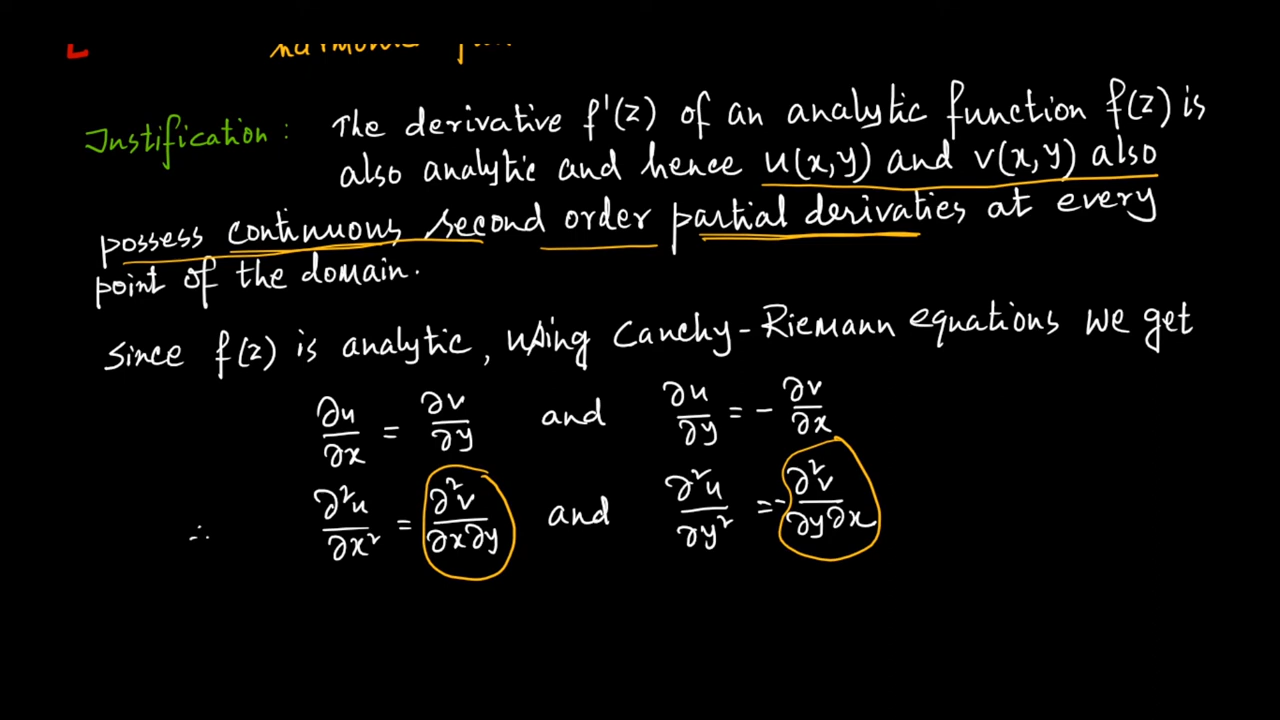 Justification : The derivative f'(z) of an analytic function f(z) is
also analytic and hence u(x,y) and v(x,y) also
possess continuous second order partial derivaties at every
point of the domain.
Since f(z) is analytic, using Cauchy-Riemann equations we get
∂u/∂x = ∂v/∂y and ∂u/∂y = - ∂v/∂x
∴ ∂²u/∂x² = ∂²v/∂x∂y and ∂²u/∂y² = - ∂²v/∂y∂x